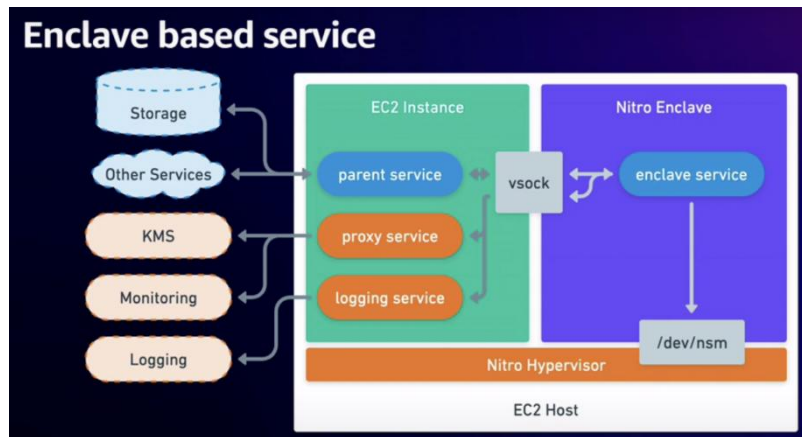 Enclave based service
Storage
Other Services
KMS
Monitoring
Logging
EC2 Instance
parent service
proxy service
logging service
vsock
Nitro Enclave
enclave service
/dev/nsm
Nitro Hypervisor
EC2 Host